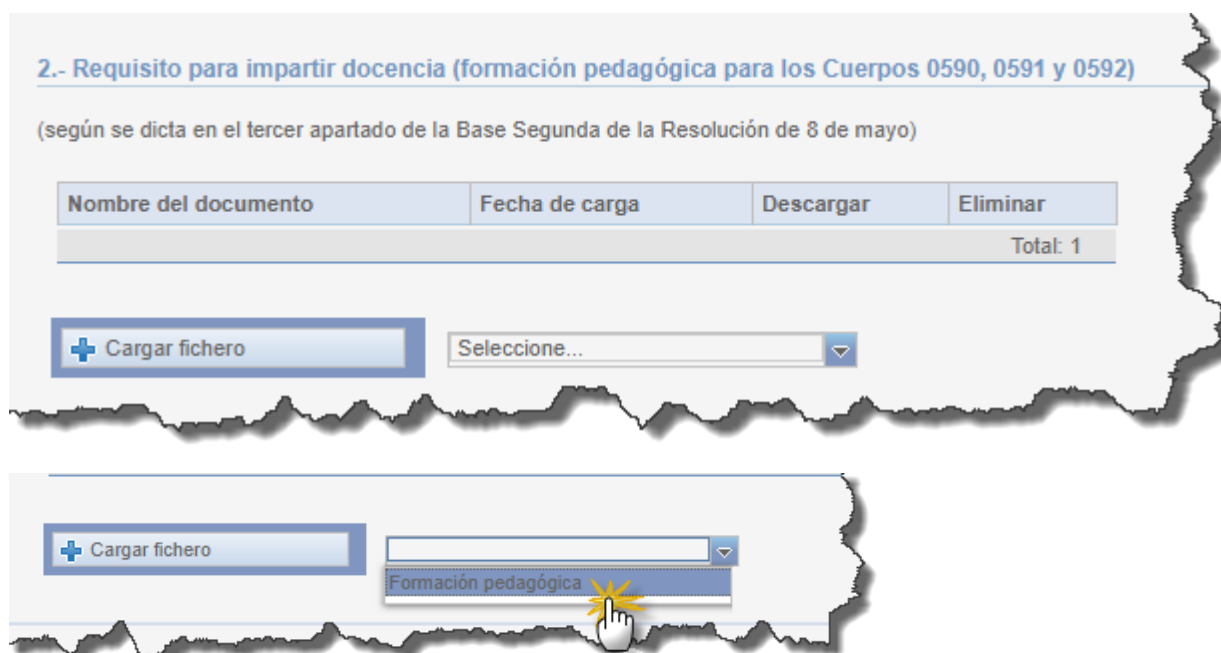 2.- Requisito para impartir docencia (formación pedagógica para los Cuerpos 0590, 0591 y 0592)
(según se dicta en el tercer apartado de la Base Segunda de la Resolución de 8 de mayo)
Nombre del documento Fecha de carga Descargar Eliminar
Total: 1
Cargar fichero Seleccione...
Cargar fichero
Formación pedagógica